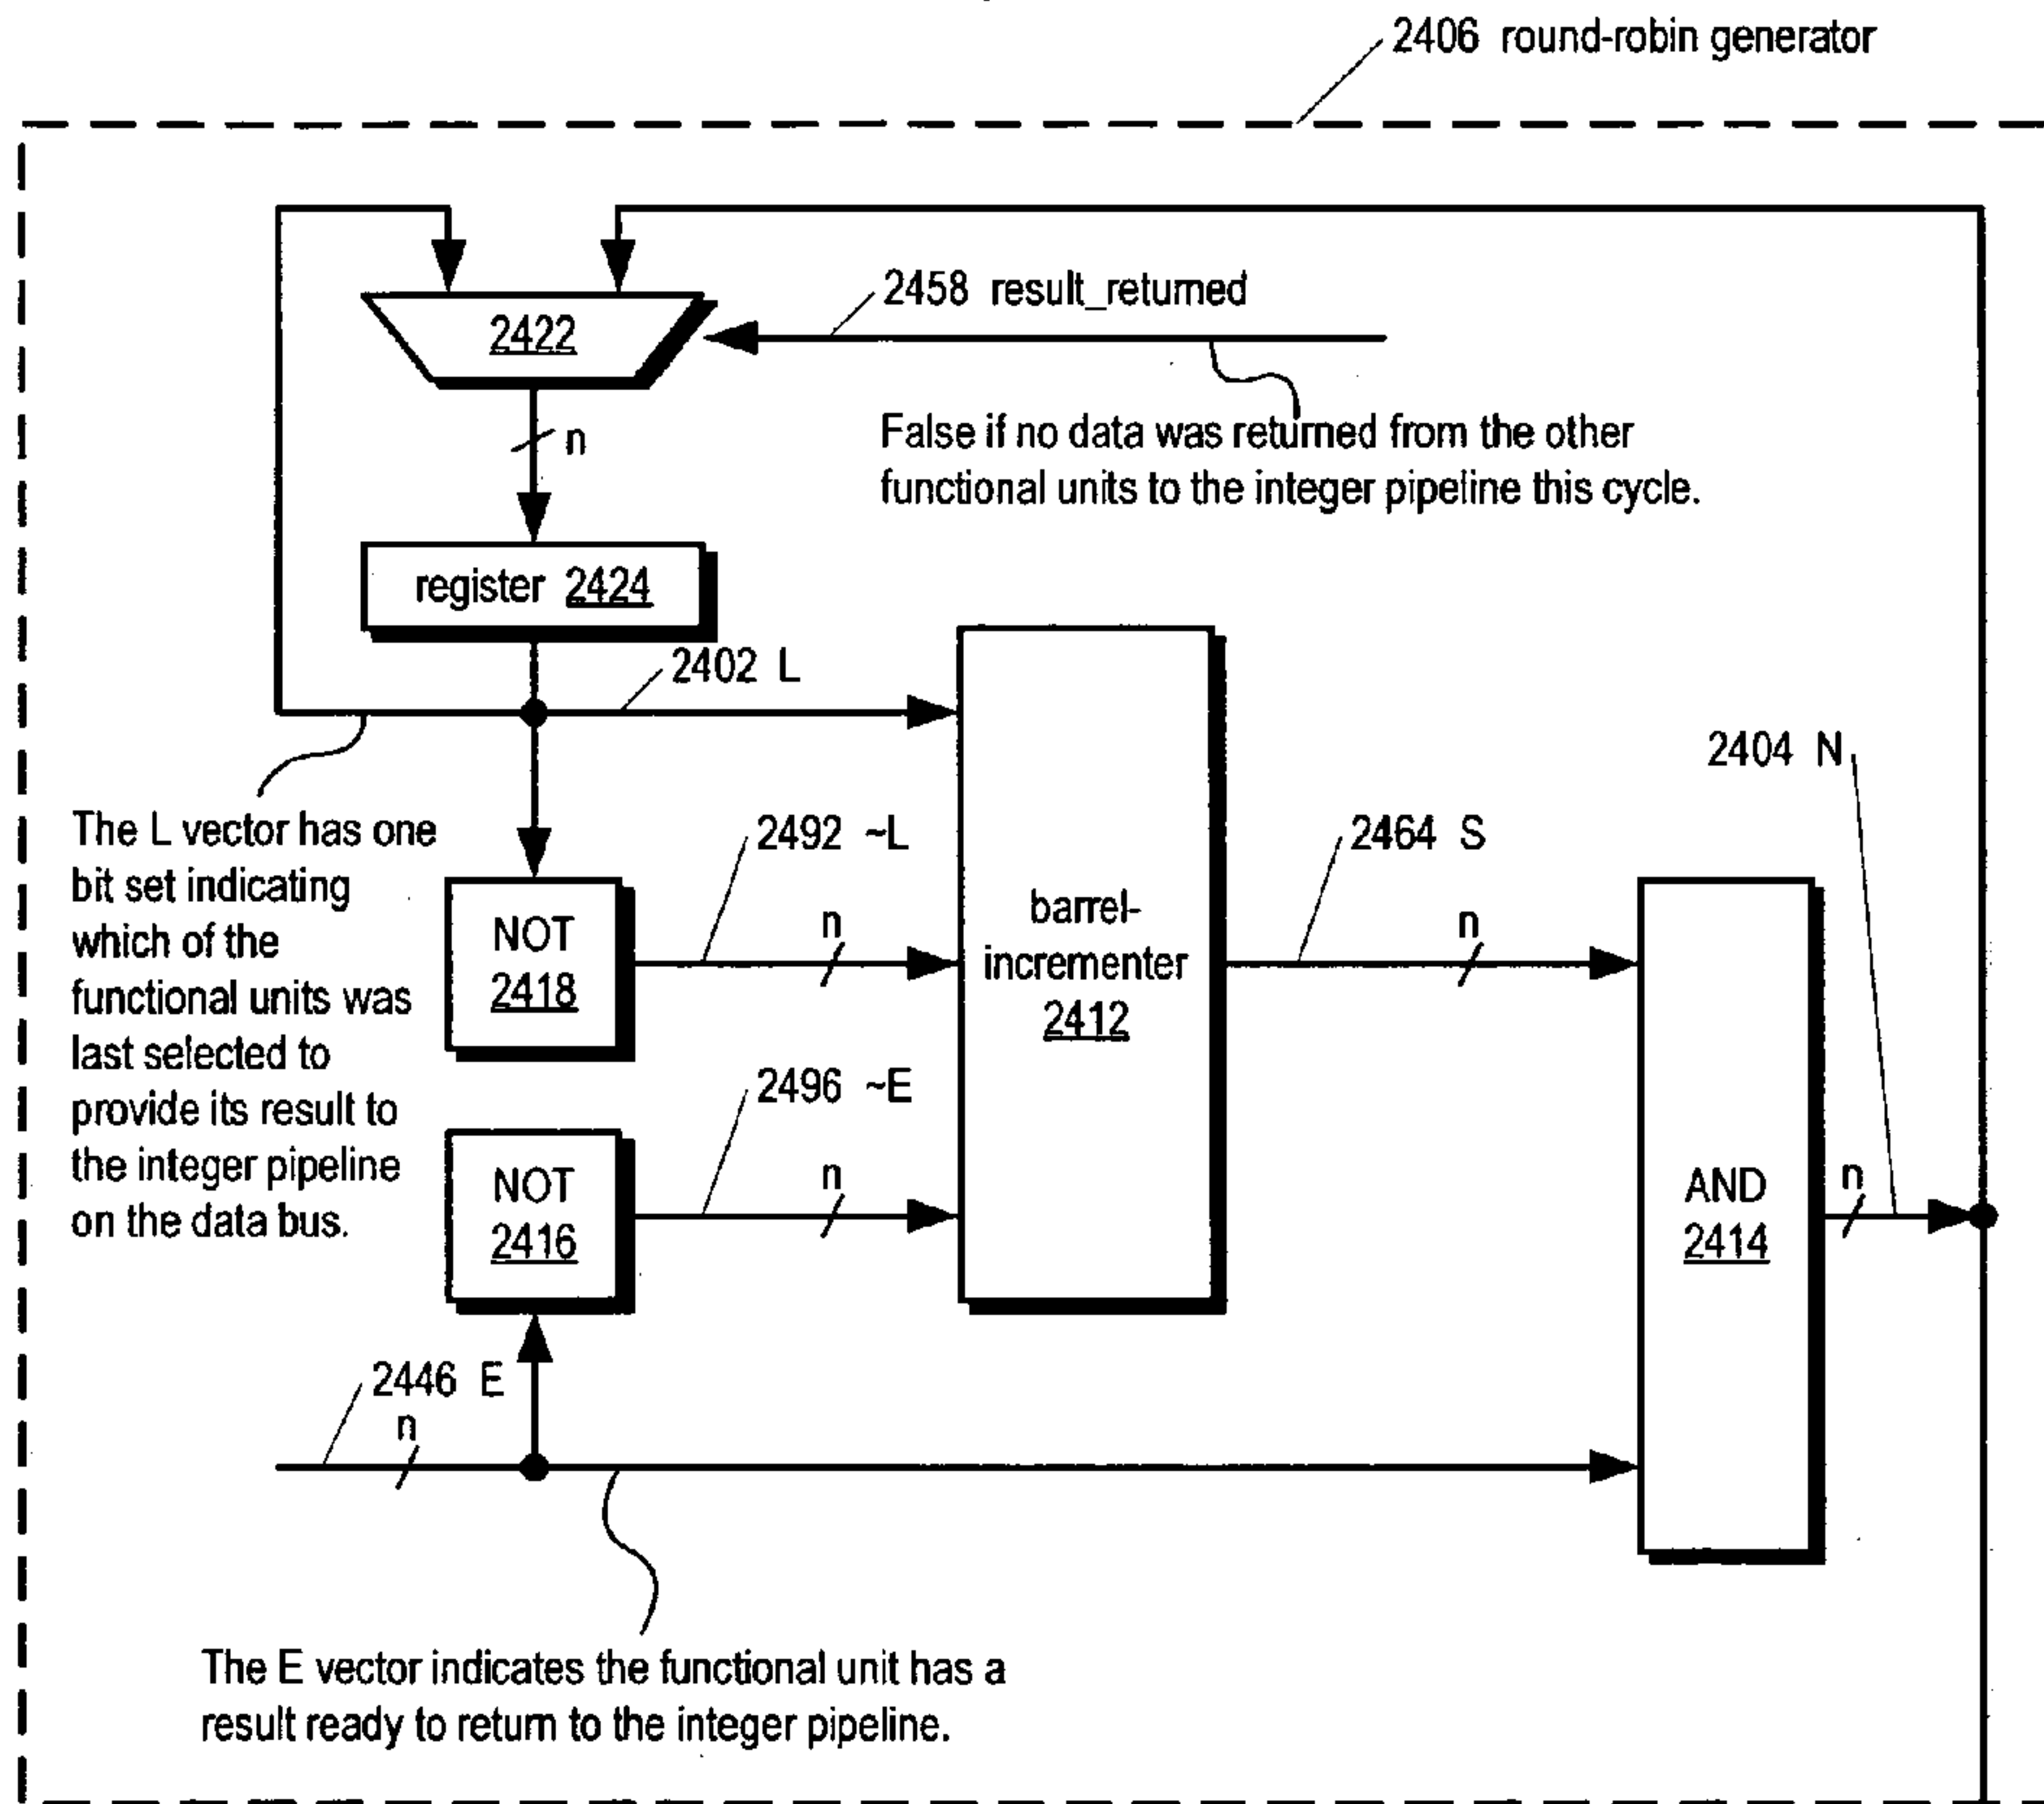 2406 round-robin generator
2422
2458 result_returned
n
False if no data was returned from the other
functional units to the integer pipeline this cycle.
register 2424
2402 L
2404 N
The L vector has one
bit set indicating
which of the
functional units was
last selected to
provide its result to
the integer pipeline
on the data bus.
2492 ~L
n
NOT
2418
barrel-
incrementer
2412
2464 S
n
2496 ~E
n
NOT
2416
AND
2414
n
2446 E
n
The E vector indicates the functional unit has a
result ready to return to the integer pipeline.